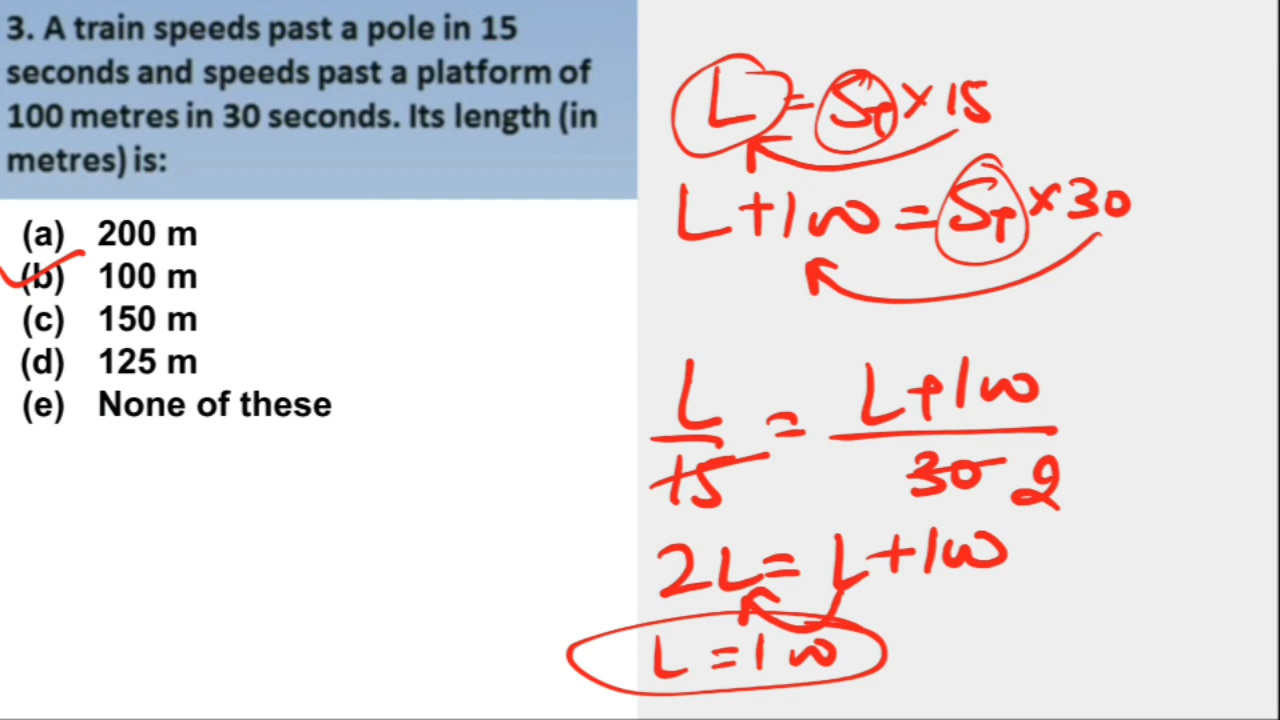 3. A train speeds past a pole in 15
seconds and speeds past a platform of
100 metres in 30 seconds. Its length (in
metres) is:
(a) 200 m
(b) 100 m
(c) 150 m
(d) 125 m
(e) None of these
L = ST × 15
L + 100 = ST × 30
L/15 = L + 100/30 2
2L = L + 100
L = 100